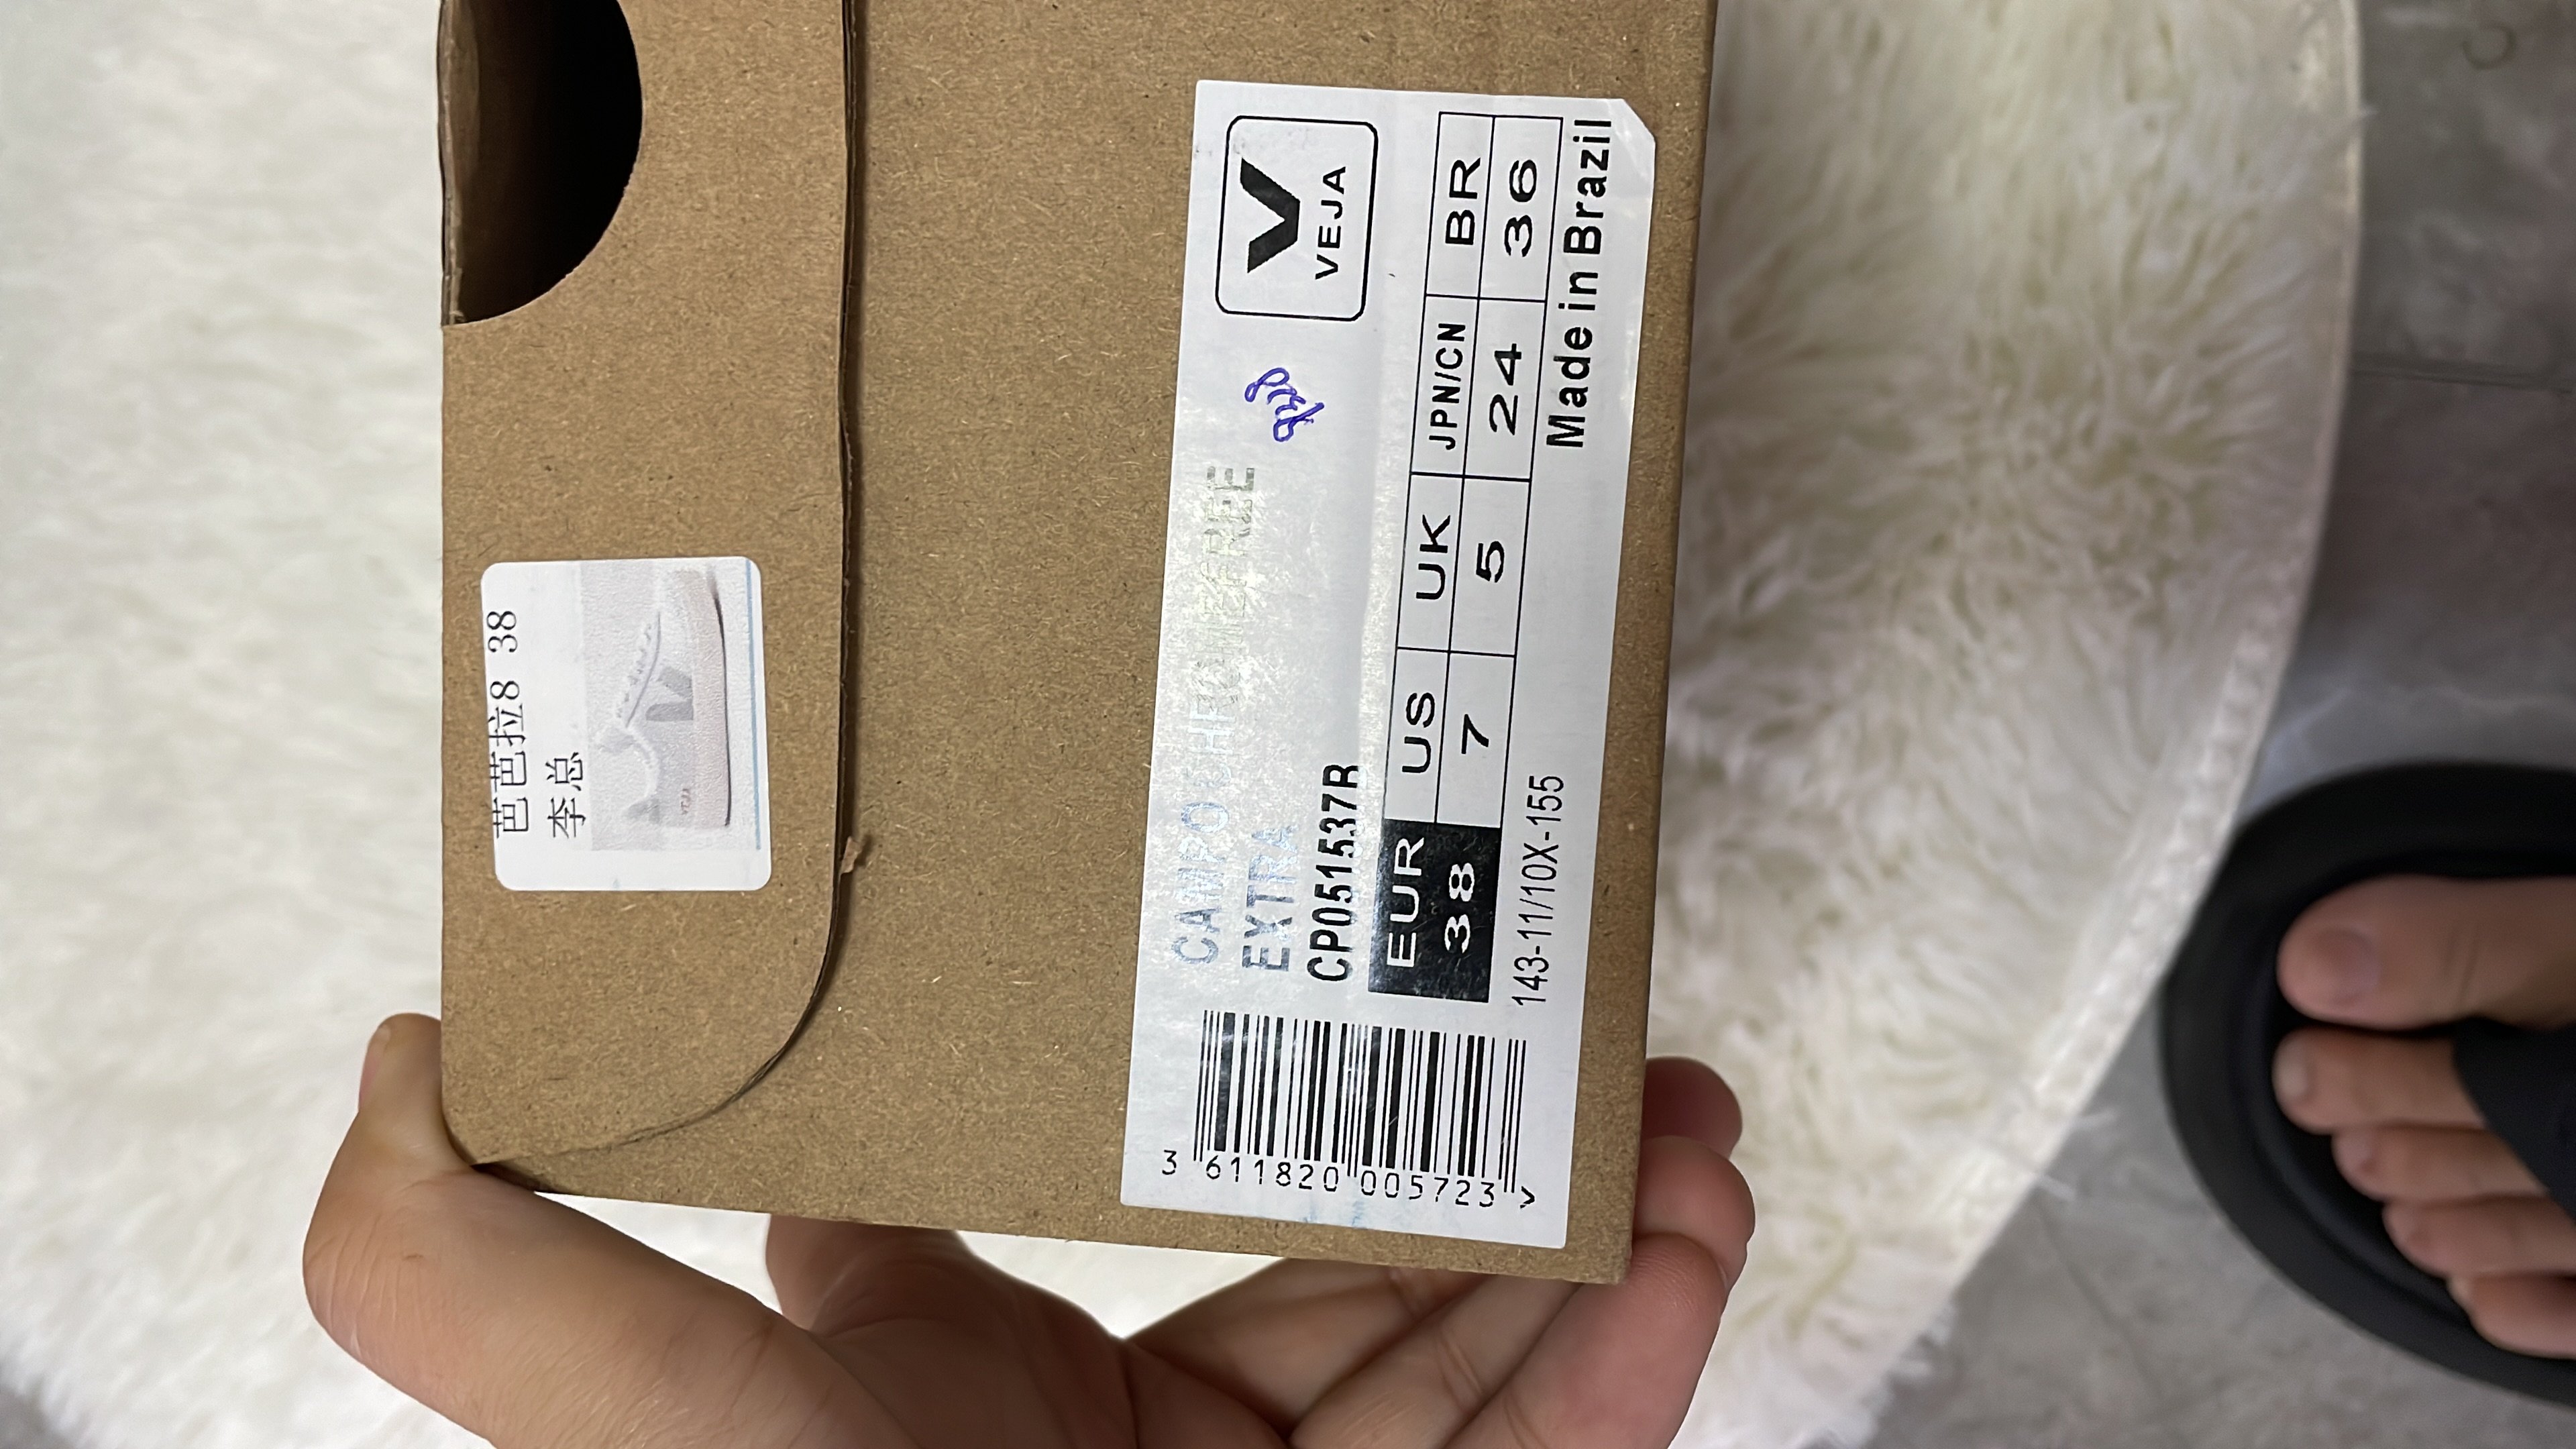 芭芭拉8 38
李总
VEJA
CAMPO CHFREE
EXTRA
CP051537B
EUR US UK JPN/CN BR
38 7 5 24 36
143-11/10X-155 Made in Brazil
3 611820 005723 >